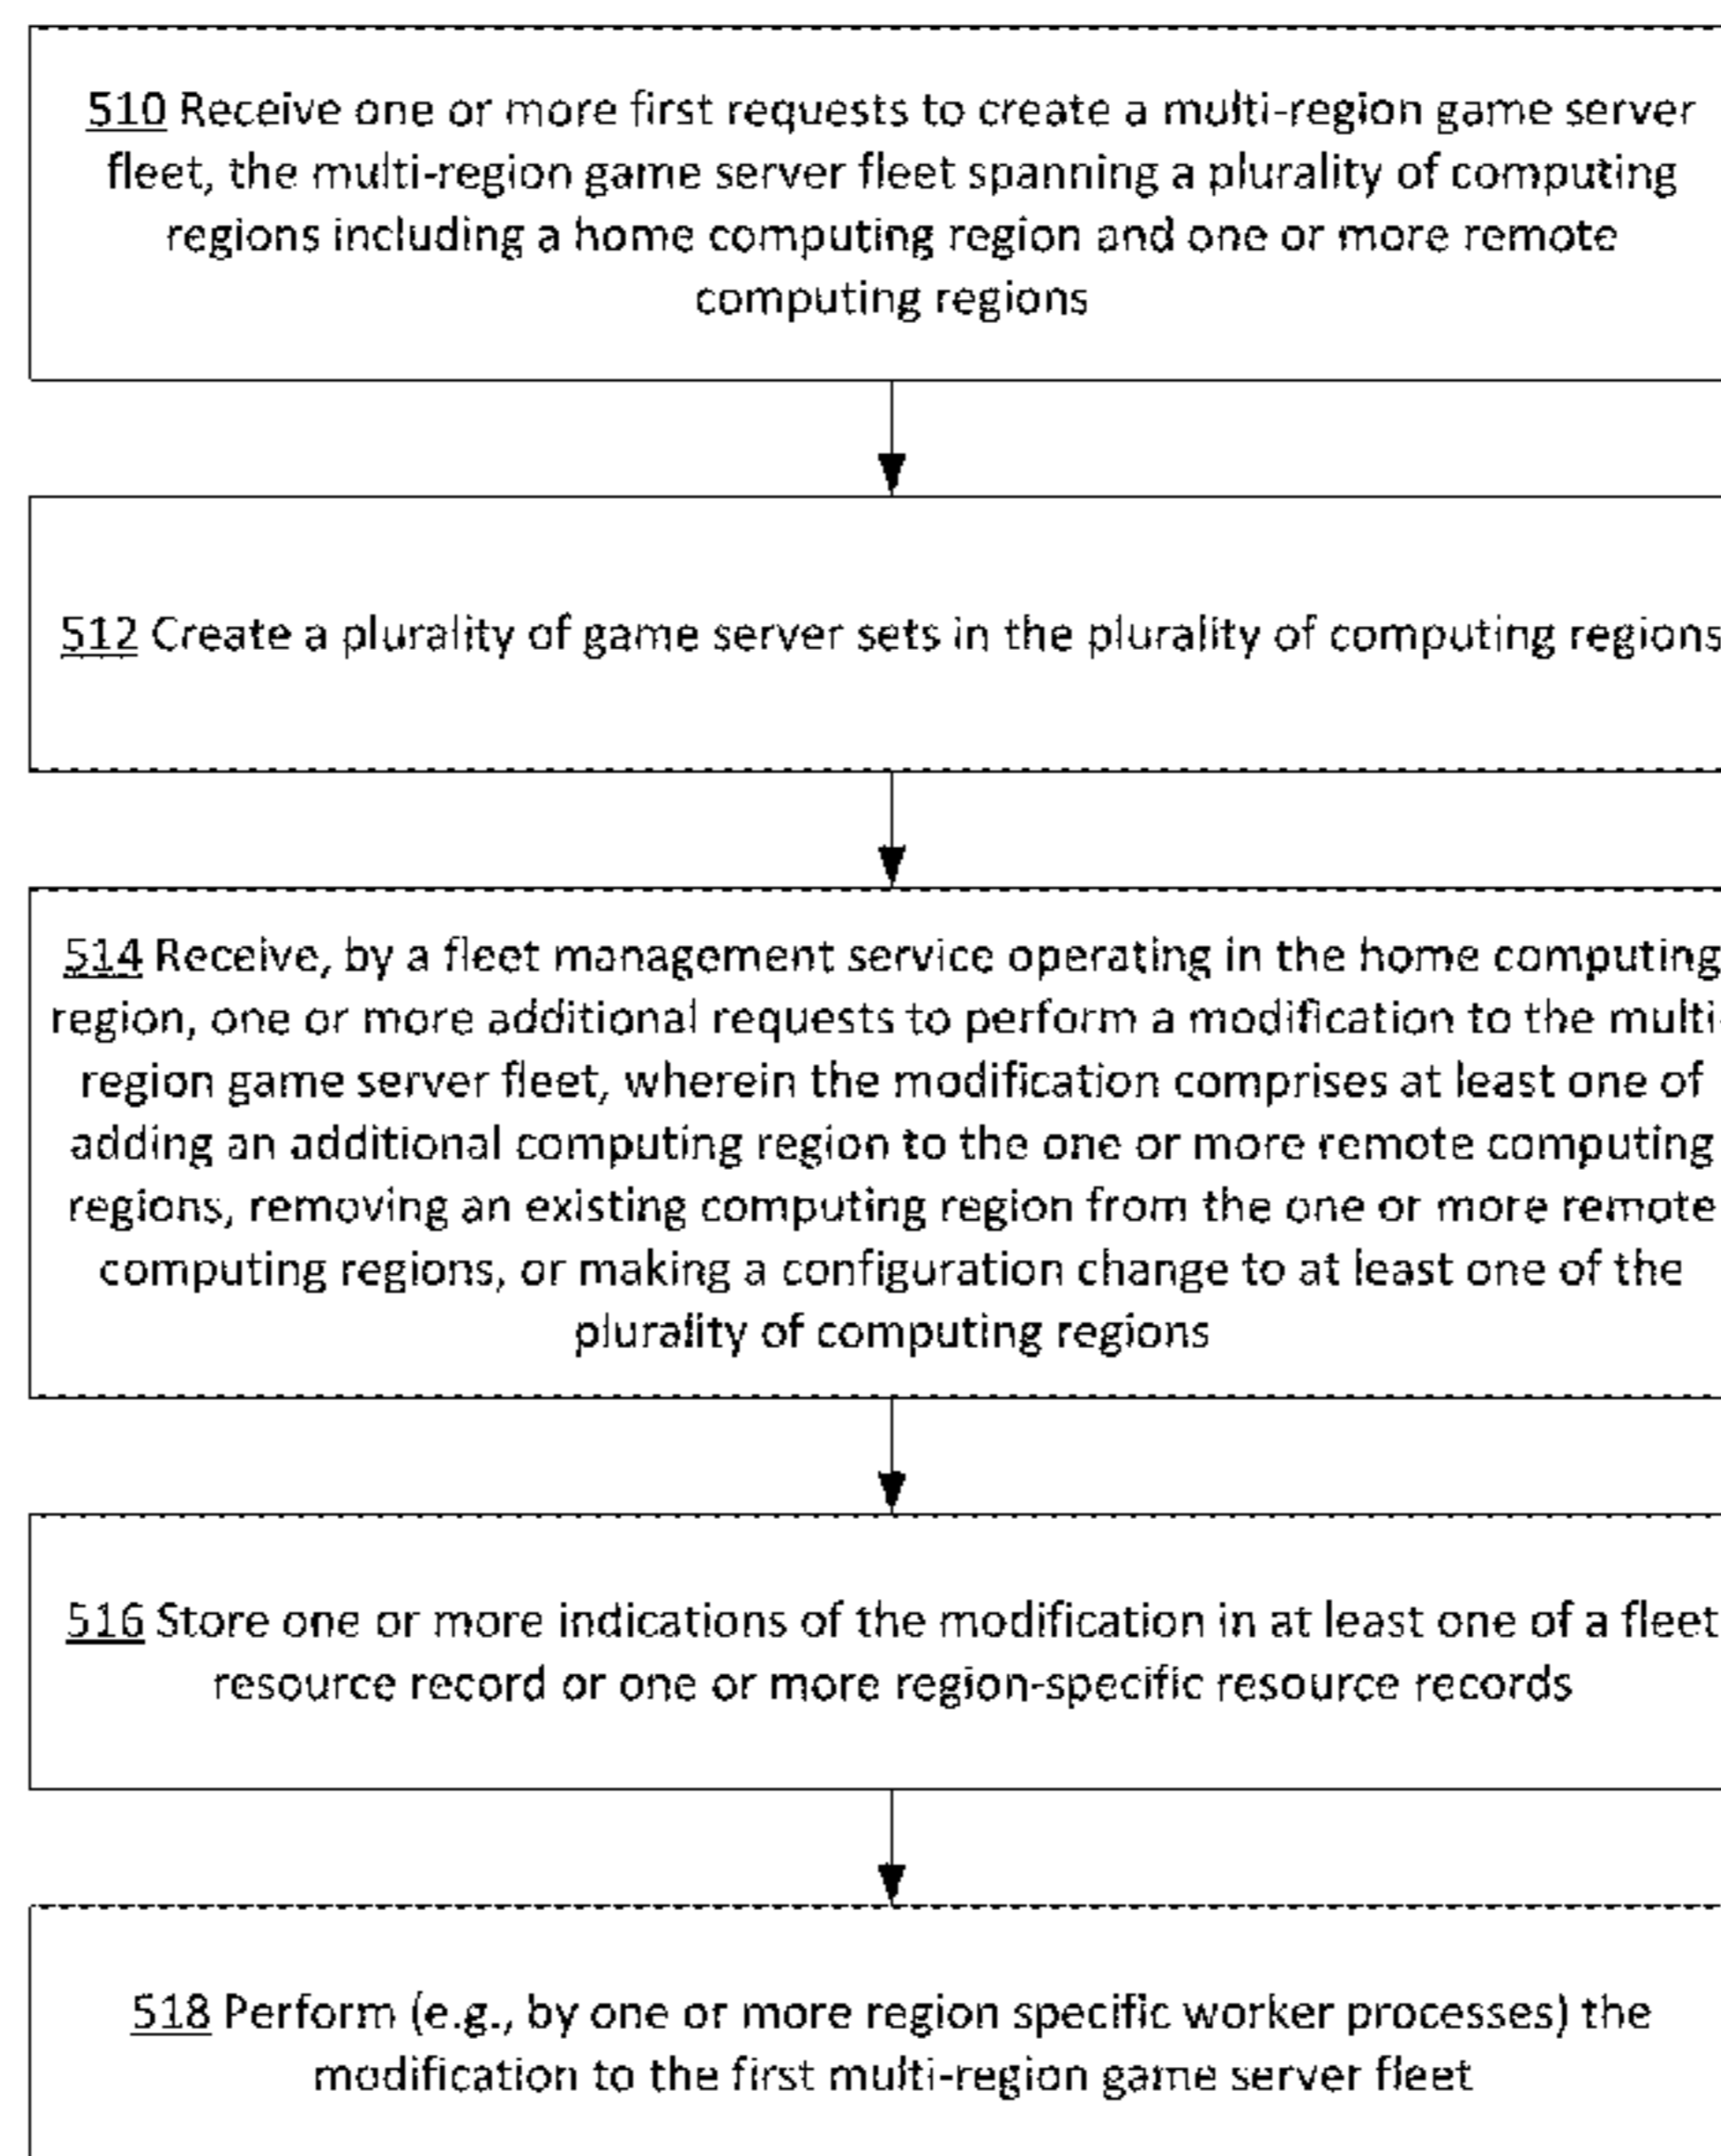 510 Receive one or more first requests to create a multi-region game server
fleet, the multi-region game server fleet spanning a plurality of computing
regions including a home computing region and one or more remote
computing regions
512 Create a plurality of game server sets in the plurality of computing regions
514 Receive, by a fleet management service operating in the home computing
region, one or more additional requests to perform a modification to the multi-
region game server fleet, wherein the modification comprises at least one of
adding an additional computing region to the one or more remote computing
regions, removing an existing computing region from the one or more remote
computing regions, or making a configuration change to at least one of the
plurality of computing regions
516 Store one or more indications of the modification in at least one of a fleet
resource record or one or more region-specific resource records
518 Perform (e.g., by one or more region specific worker processes) the
modification to the first multi-region game server fleet